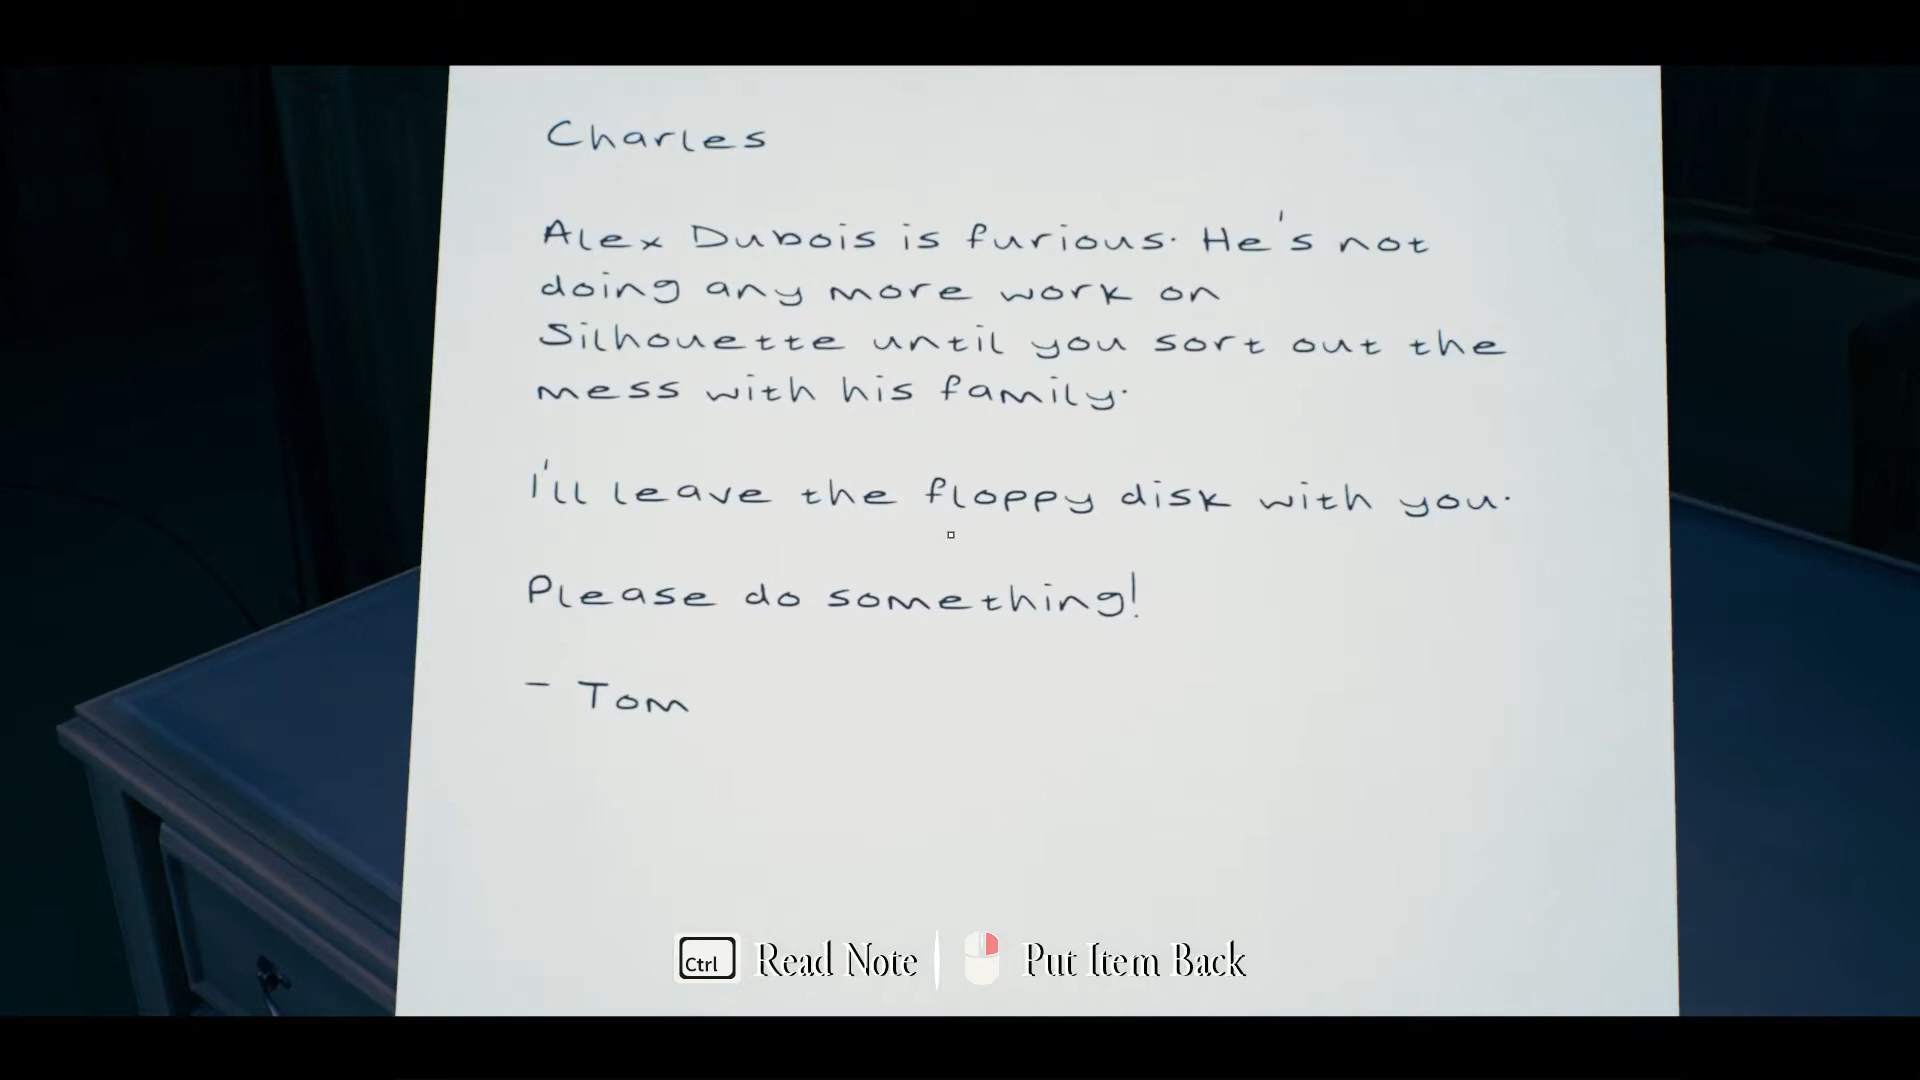 Charles
Alex Dubois is furious. He's not
doing any more work on
Silhouette until you sort out the
mess with his family.
I'll leave the floppy disk with you.
Please do something!
- Tom
Ctrl Read Note | Put Item Back